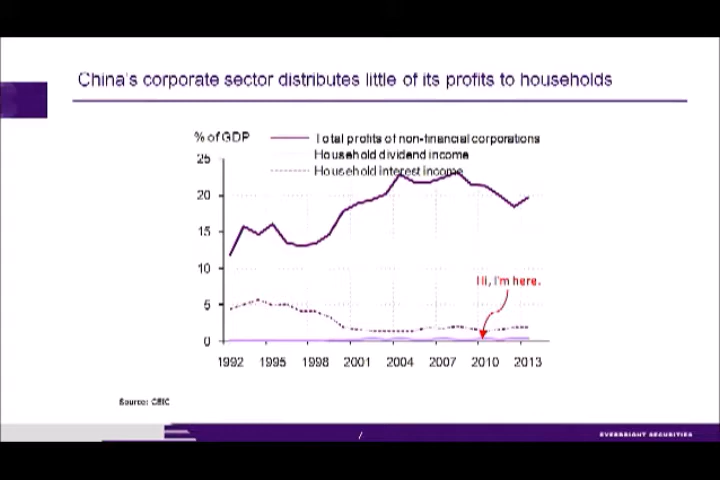 China's corporate sector distributes little of its profits to households
% of GDP
Total profits of non-financial corporations
Household dividend income
Household interest income
25
20
15
10
5
0
Hi, I'm here.
1992 1995 1998 2001 2004 2007 2010 2013
Source: CEIC
7
EVERBRIGHT SECURITIES